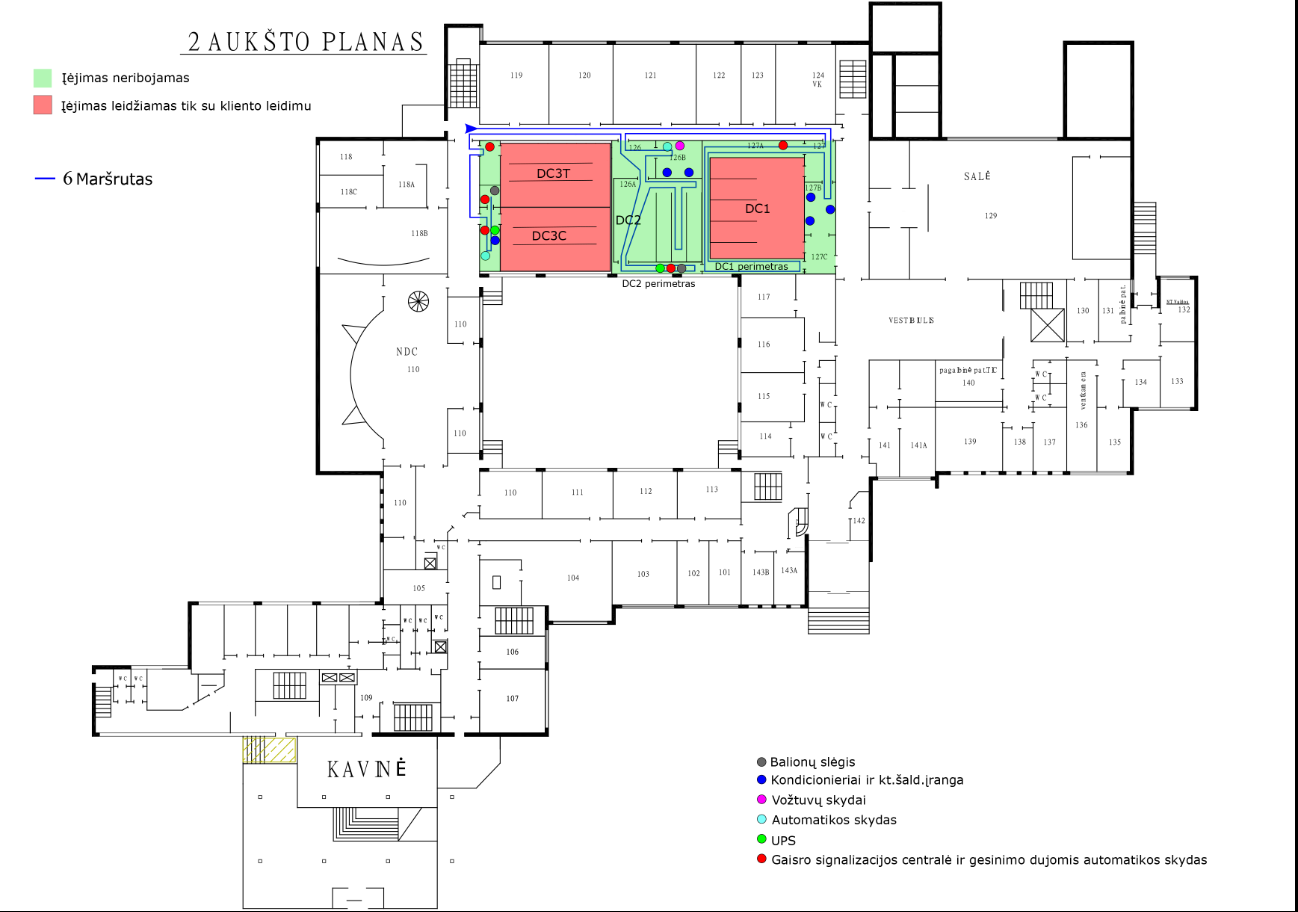 2 AUKŠTO PLANAS
Įėjimas neribojamas
Įėjimas leidžiamas tik su kliento leidimu
6 Maršrutas
119
120
121
122
123
124
VK
118
118A
118C
118B
DC3T
DC3C
126
126B
126A
DC2
127A
127
127B
DC1
127C
DC1 perimetras
DC2 perimetras
SALĖ
129
117
116
115
114
WC
WC
VESTIBIULIS
130
131
132
133
134
135
136
137
138
139
pagalbinė pat.TIC
140
WC
WC
141
141A
142
NDC
110
110
110
110
110
111
112
113
WC
105
104
103
102
101
143B
143A
WC
WC
WC
WC
106
107
109
WC
WC
KAVINĖ
Balionų slėgis
Kondicionieriai ir kt.šald.įranga
Vožtuvų skydai
Automatikos skydas
UPS
Gaisro signalizacijos centralė ir gesinimo dujomis automatikos skydas